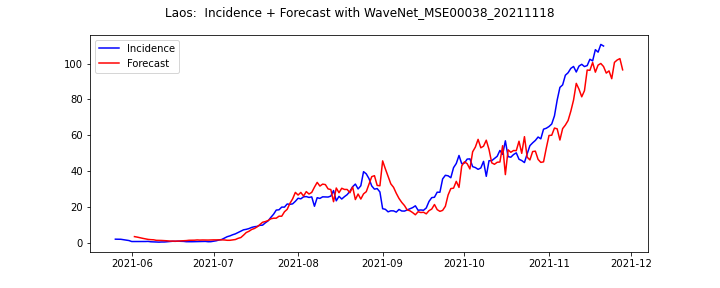 Laos:  Incidence + Forecast with WaveNet_MSE00038_20211118
Incidence
Forecast
100
80
60
40
20
0
2021-06 2021-07 2021-08 2021-09 2021-10 2021-11 2021-12